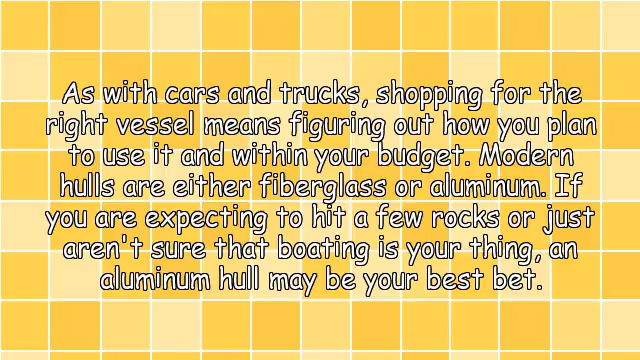 As with cars and trucks, shopping for the
right vessel means figuring out how you plan
to use it and within your budget. Modern
hulls are either fiberglass or aluminum. If
you are expecting to hit a few rocks or just
aren't sure that boating is your thing, an
aluminum hull may be your best bet.